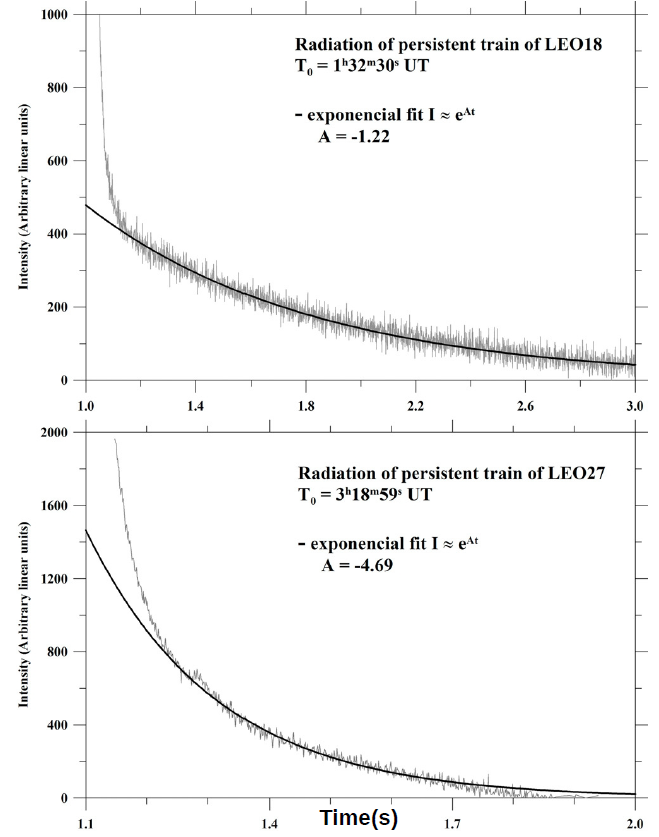 1000
Radiation of persistent train of LEO18
T₀ = 1ʰ32ᵐ30ˢ UT
800
- exponencial fit I ≈ eᴬᵗ
A = -1.22
600
Intensity (Arbitrary linear units)
400
200
0
1.0 1.4 1.8 2.2 2.6 3.0
2000
Radiation of persistent train of LEO27
T₀ = 3ʰ18ᵐ59ˢ UT
1600
- exponencial fit I ≈ eᴬᵗ
A = -4.69
1200
Intensity (Arbitrary linear units)
800
400
0
1.1 1.4 1.7 2.0
Time(s)